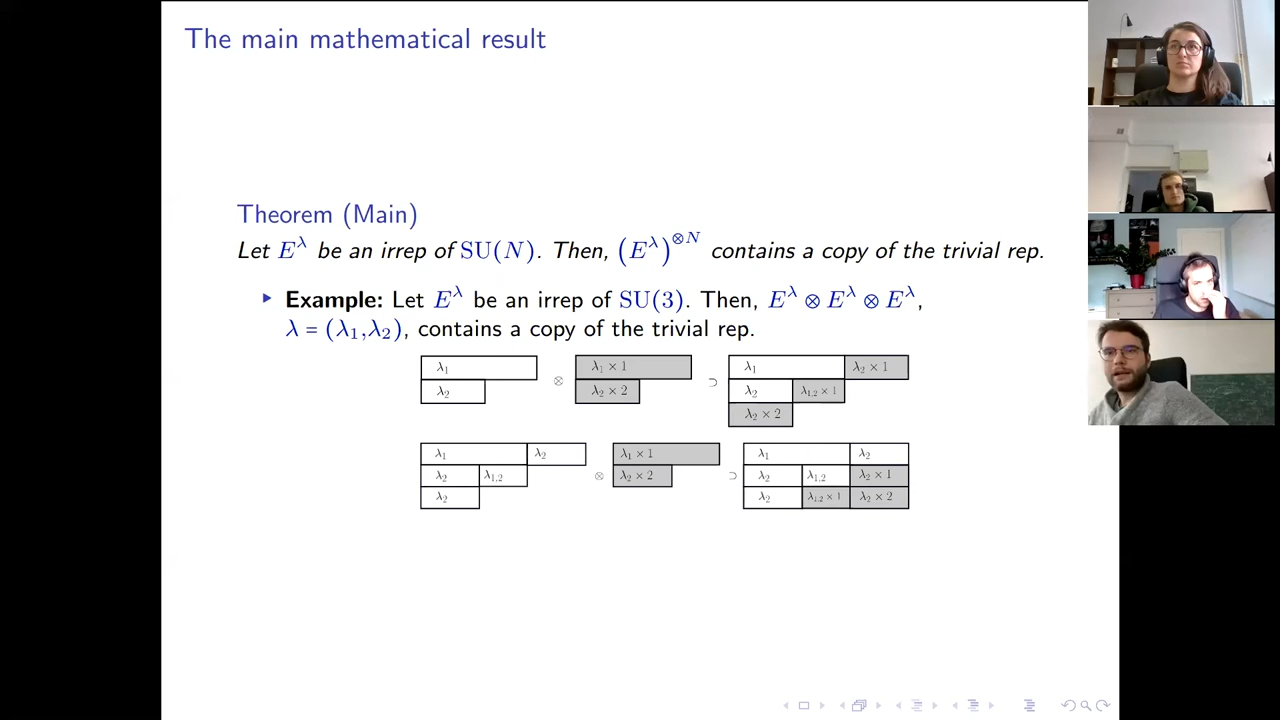 The main mathematical result
Theorem (Main)
Let E^λ be an irrep of SU(N). Then, (E^λ)^{⊗N} contains a copy of the trivial rep.
▸ Example: Let E^λ be an irrep of SU(3). Then, E^λ ⊗ E^λ ⊗ E^λ,
λ = (λ₁,λ₂), contains a copy of the trivial rep.
λ₁ λ₁ × 1 λ₁ λ₂ × 1
λ₂ ⊗ λ₂ × 2 ⊃ λ₂ λ₁,₂ × 1
λ₂ × 2
λ₁ λ₂ λ₁ × 1 λ₁ λ₂
λ₂ λ₁,₂ ⊗ λ₂ × 2 ⊃ λ₂ λ₁,₂ λ₂ × 1
λ₂ λ₂ λ₁,₂ × 1 λ₂ × 2